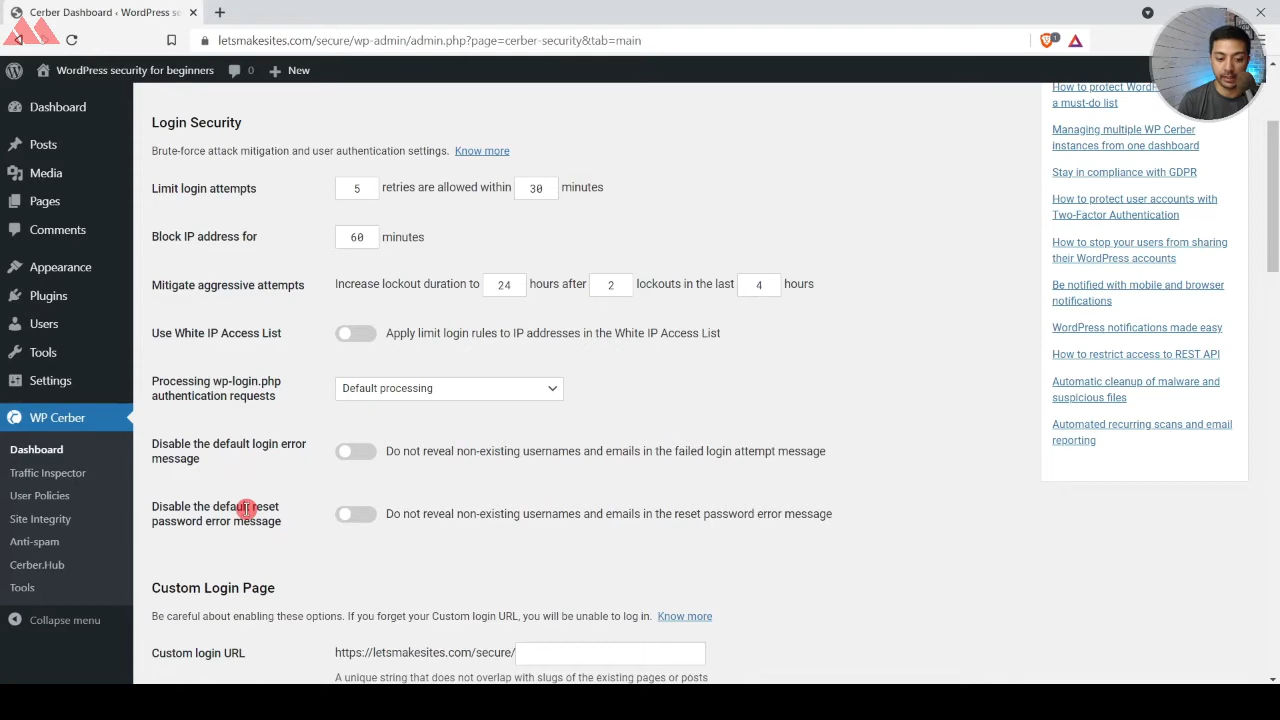 Cerber Dashboard ‹ WordPress se
letsmakesites.com/secure/wp-admin/admin.php?page=cerber-security&tab=main
1
WordPress security for beginners
0
New
Dashboard
Posts
Media
Pages
Comments
Appearance
Plugins
Users
Tools
Settings
WP Cerber
Dashboard
Traffic Inspector
User Policies
Site Integrity
Anti-spam
Cerber.Hub
Tools
Collapse menu
Login Security
Brute-force attack mitigation and user authentication settings. Know more
Limit login attempts 5 retries are allowed within 30 minutes
Block IP address for 60 minutes
Mitigate aggressive attempts Increase lockout duration to 24 hours after 2 lockouts in the last 4 hours
Use White IP Access List Apply limit login rules to IP addresses in the White IP Access List
Processing wp-login.php
authentication requests
Default processing
Disable the default login error
message
Do not reveal non-existing usernames and emails in the failed login attempt message
Disable the default reset
password error message
Do not reveal non-existing usernames and emails in the reset password error message
Custom Login Page
Be careful about enabling these options. If you forget your Custom login URL, you will be unable to log in. Know more
Custom login URL https://letsmakesites.com/secure/
A unique string that does not overlap with slugs of the existing pages or posts
How to protect WordP
a must-do list
Managing multiple WP Cerber
instances from one dashboard
Stay in compliance with GDPR
How to protect user accounts with
Two-Factor Authentication
How to stop your users from sharing
their WordPress accounts
Be notified with mobile and browser
notifications
WordPress notifications made easy
How to restrict access to REST API
Automatic cleanup of malware and
suspicious files
Automated recurring scans and email
reporting